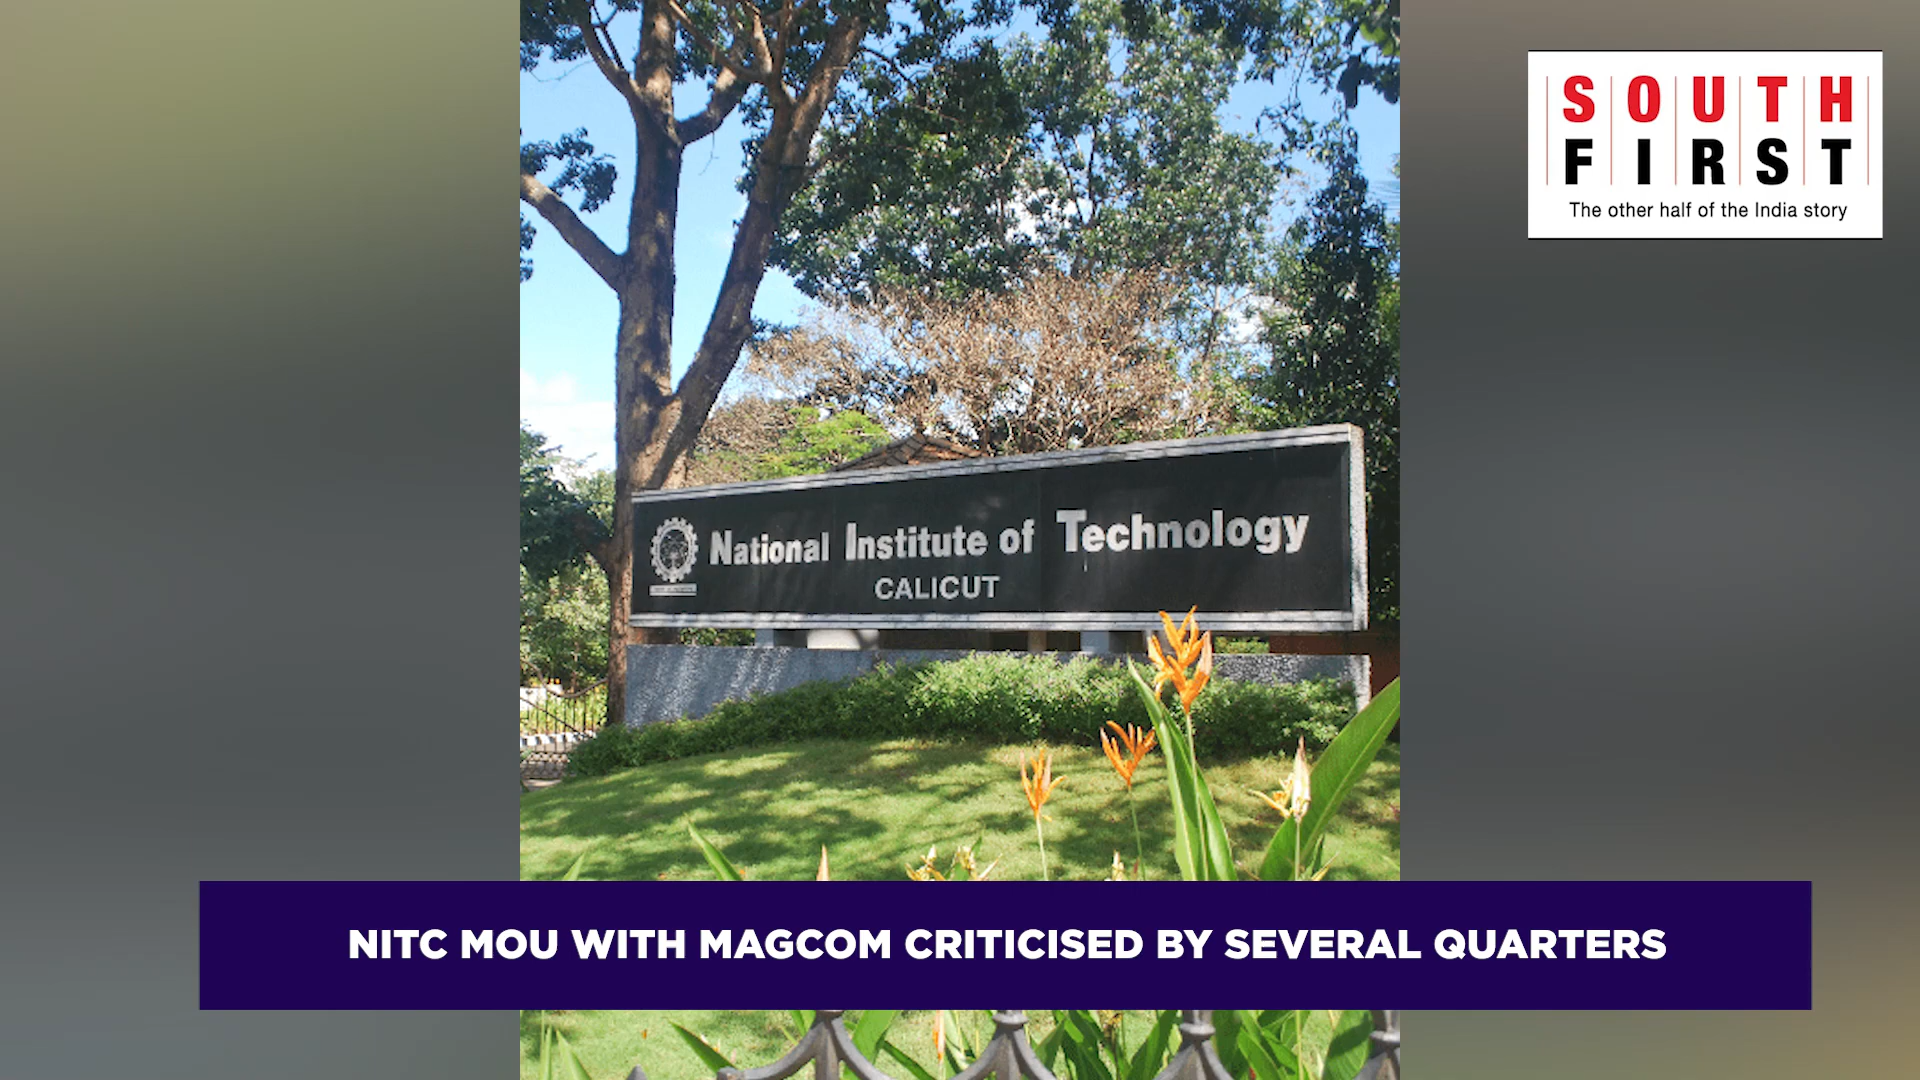 SOUTH
FIRST
The other half of the India story
National Institute of Technology
CALICUT
NITC MOU WITH MAGCOM CRITICISED BY SEVERAL QUARTERS